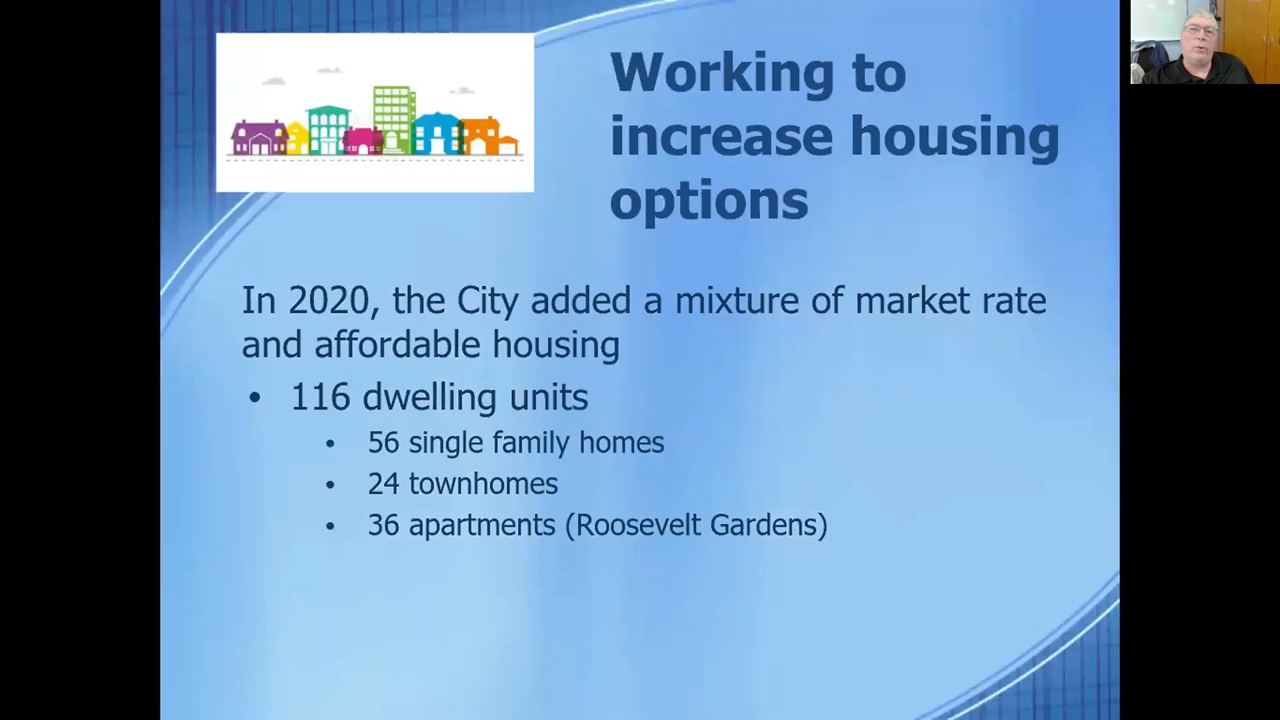 Working to
increase housing
options
In 2020, the City added a mixture of market rate
and affordable housing
• 116 dwelling units
• 56 single family homes
• 24 townhomes
• 36 apartments (Roosevelt Gardens)